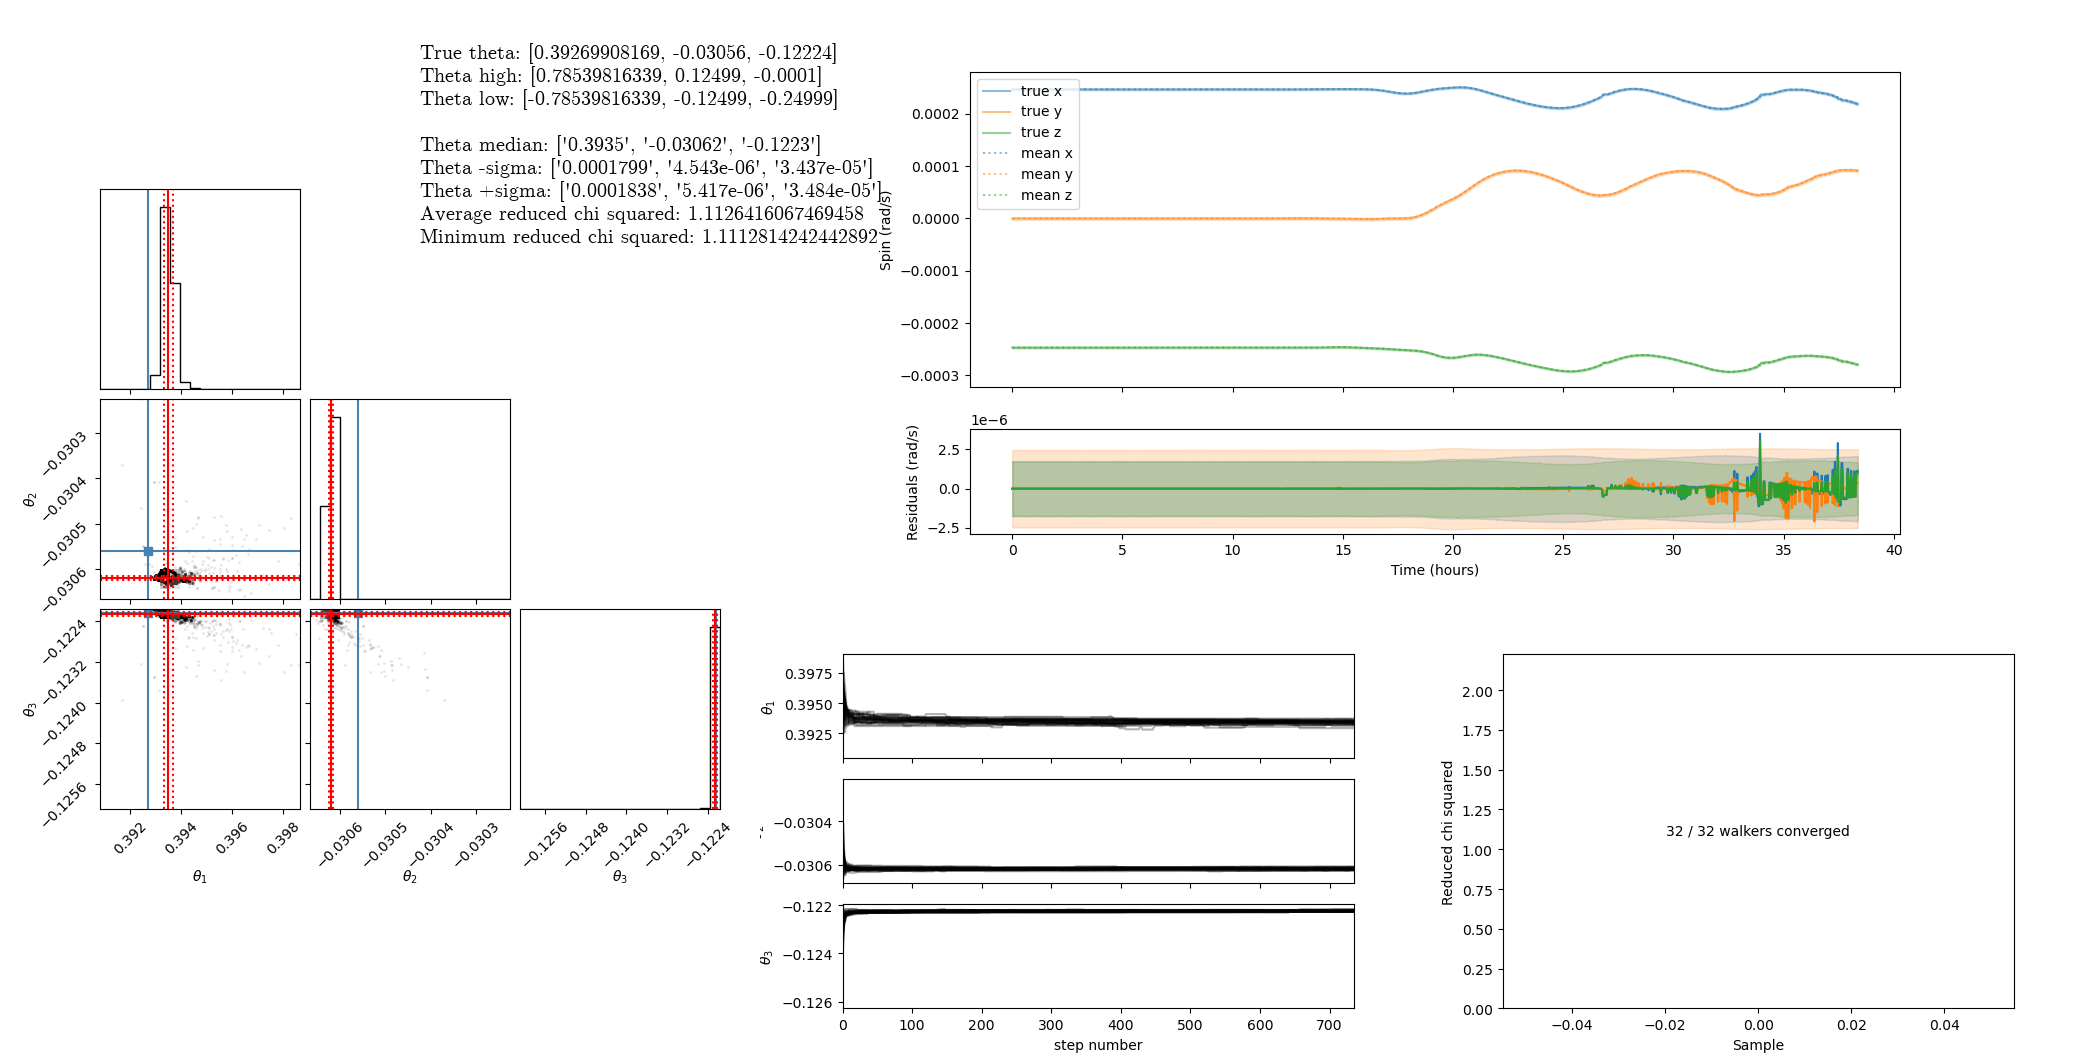 True theta: [0.39269908169, -0.03056, -0.12224]
Theta high: [0.78539816339, 0.12499, -0.0001]
Theta low: [-0.78539816339, -0.12499, -0.24999]
Theta median: ['0.3935', '-0.03062', '-0.1223']
Theta -sigma: ['0.0001799', '4.543e-06', '3.437e-05']
Theta +sigma: ['0.0001838', '5.417e-06', '3.484e-05']
Average reduced chi squared: 1.1126416067469458
Minimum reduced chi squared: 1.1112814242442892
θ2
−0.0303
−0.0304
−0.0305
−0.0306
θ3
−0.1224
−0.1232
−0.1240
−0.1248
−0.1256
0.392
0.394
0.396
0.398
θ1
−0.0306
−0.0305
−0.0304
−0.0303
θ2
−0.1256
−0.1248
−0.1240
−0.1232
−0.1224
θ3
true x
true y
true z
mean x
mean y
mean z
Spin (rad/s)
0.0002
0.0001
0.0000
−0.0001
−0.0002
−0.0003
1e−6
Residuals (rad/s)
2.5
0.0
−2.5
0
5
10
15
20
25
30
35
40
Time (hours)
θ1
0.3975
0.3950
0.3925
−0.0304
−0.0306
θ3
−0.122
−0.124
−0.126
0
100
200
300
400
500
600
700
step number
Reduced chi squared
2.00
1.75
1.50
1.25
1.00
0.75
0.50
0.25
0.00
32 / 32 walkers converged
−0.04
−0.02
0.00
0.02
0.04
Sample